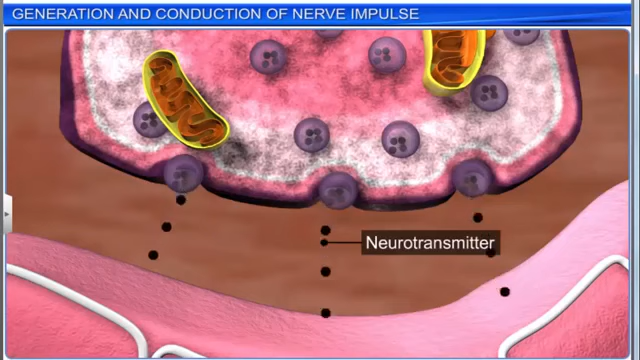 GENERATION AND CONDUCTION OF NERVE IMPULSE
Neurotransmitter